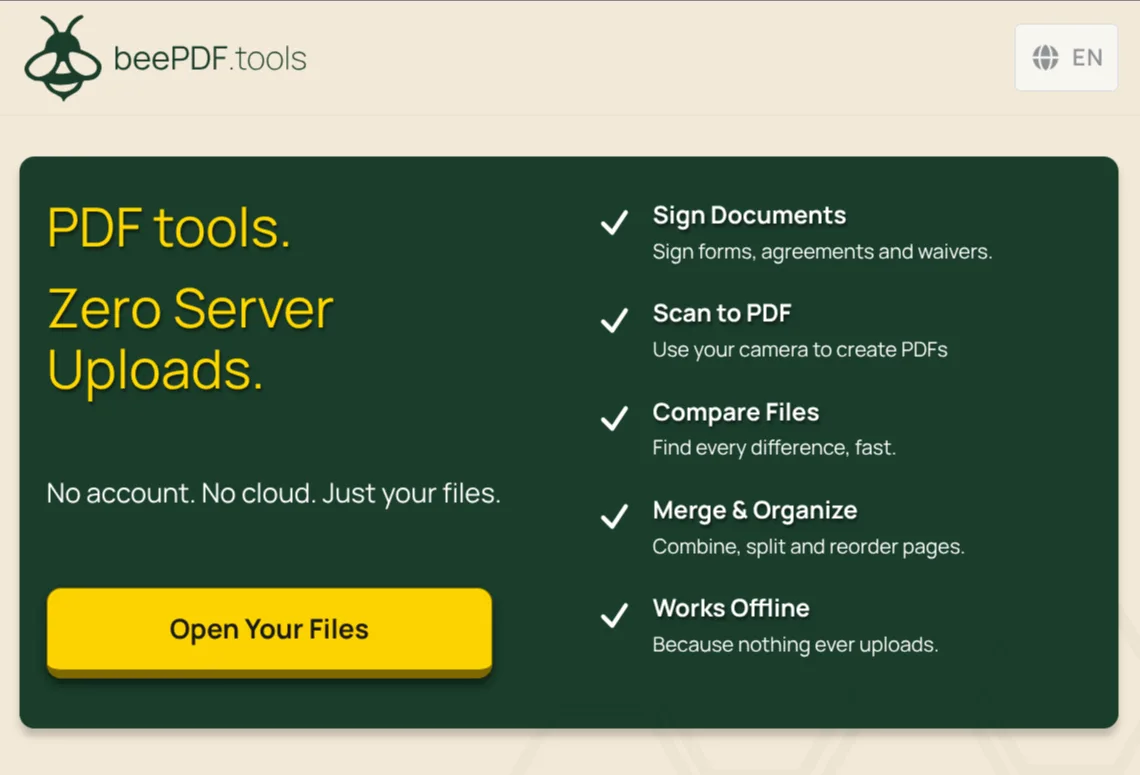 beePDF.tools
EN
PDF tools.
Zero Server
Uploads.
No account. No cloud. Just your files.
Open Your Files
Sign Documents
Sign forms, agreements and waivers.
Scan to PDF
Use your camera to create PDFs
Compare Files
Find every difference, fast.
Merge & Organize
Combine, split and reorder pages.
Works Offline
Because nothing ever uploads.